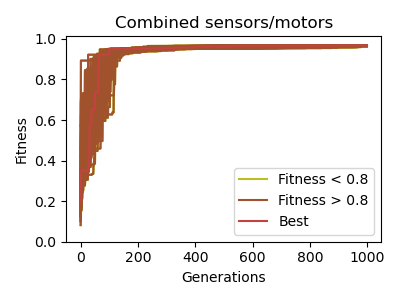 Combined sensors/motors
1.0
0.8
0.6
0.4
0.2
0.0
Fitness
Fitness < 0.8
Fitness > 0.8
Best
0 200 400 600 800 1000
Generations